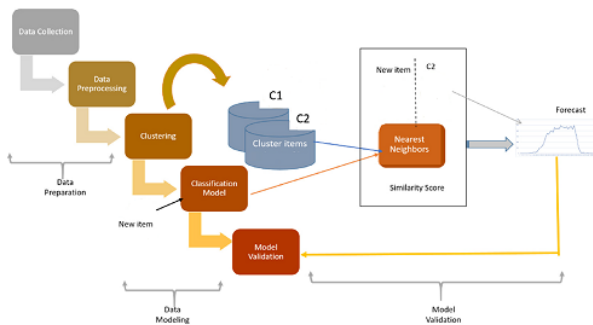 Data Collection
Data
Preprocessing
Clustering
Classification
Model
Model
Validation
New item
C1
C2
Cluster items
New item
C2
Nearest
Neighbors
Similarity Score
Forecast
Data
Preparation
Data
Modeling
Model
Validation